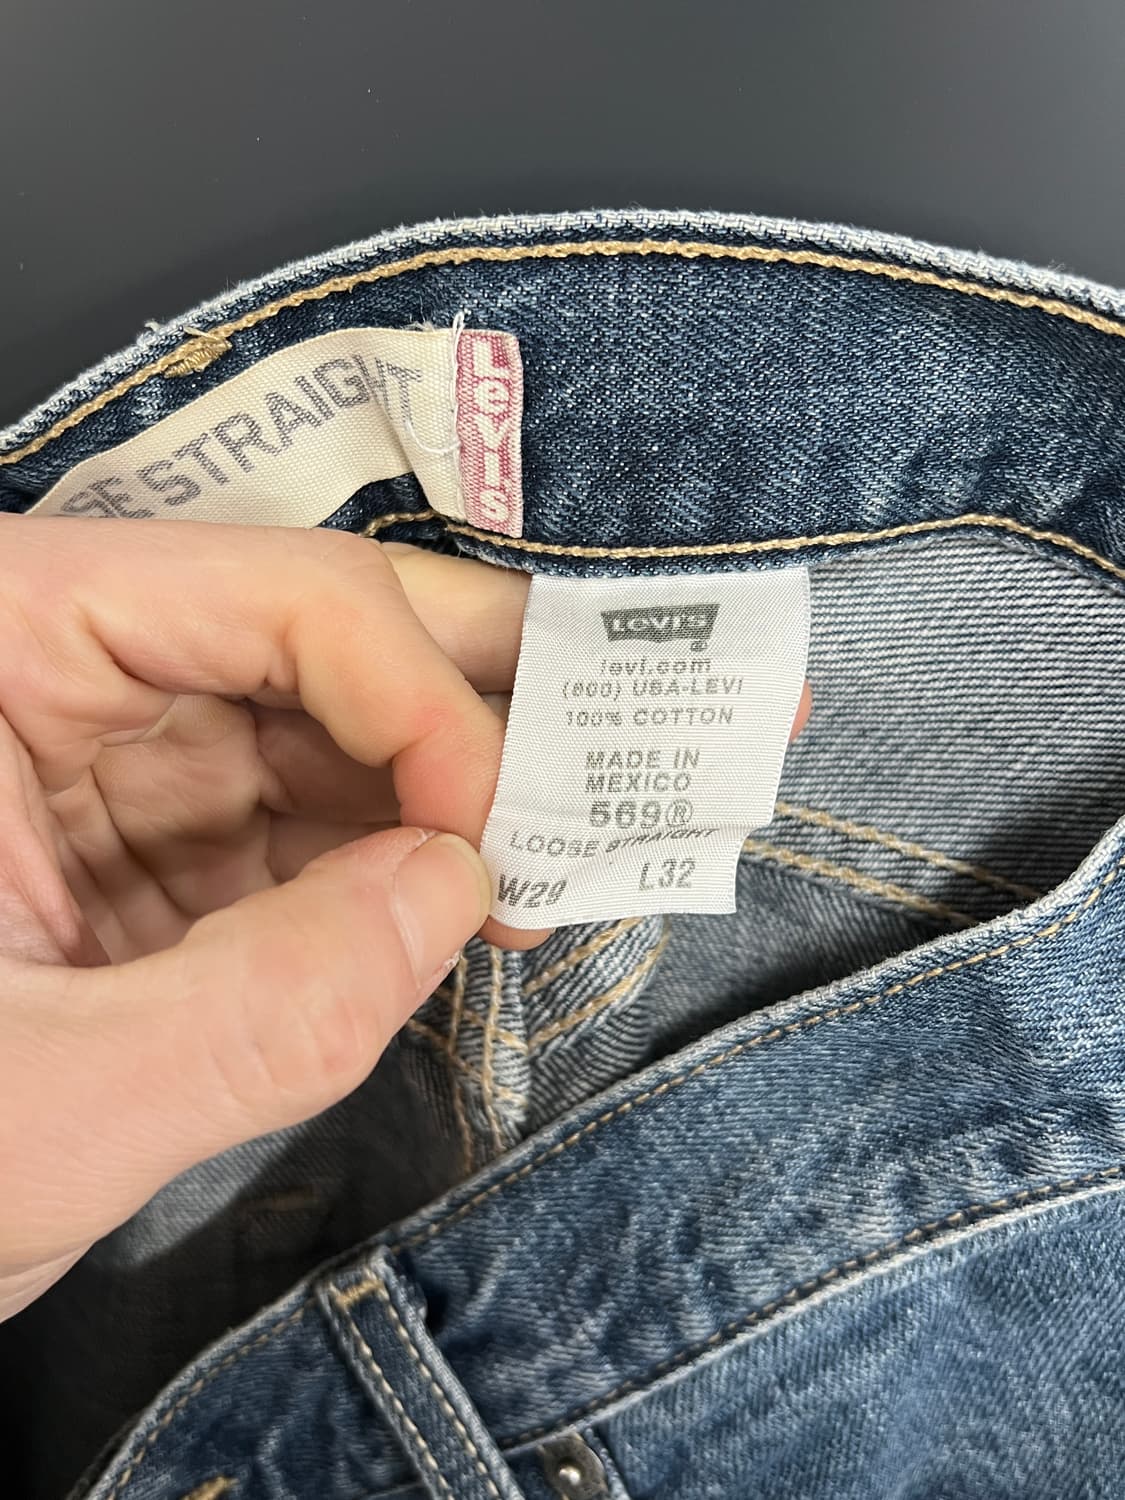 SE STRAIGHT
Levi's
LEVI'S
®
levi.com
(800) USA-LEVI
100% COTTON
MADE IN
MEXICO
569®
LOOSE STRAIGHT
W29 L32